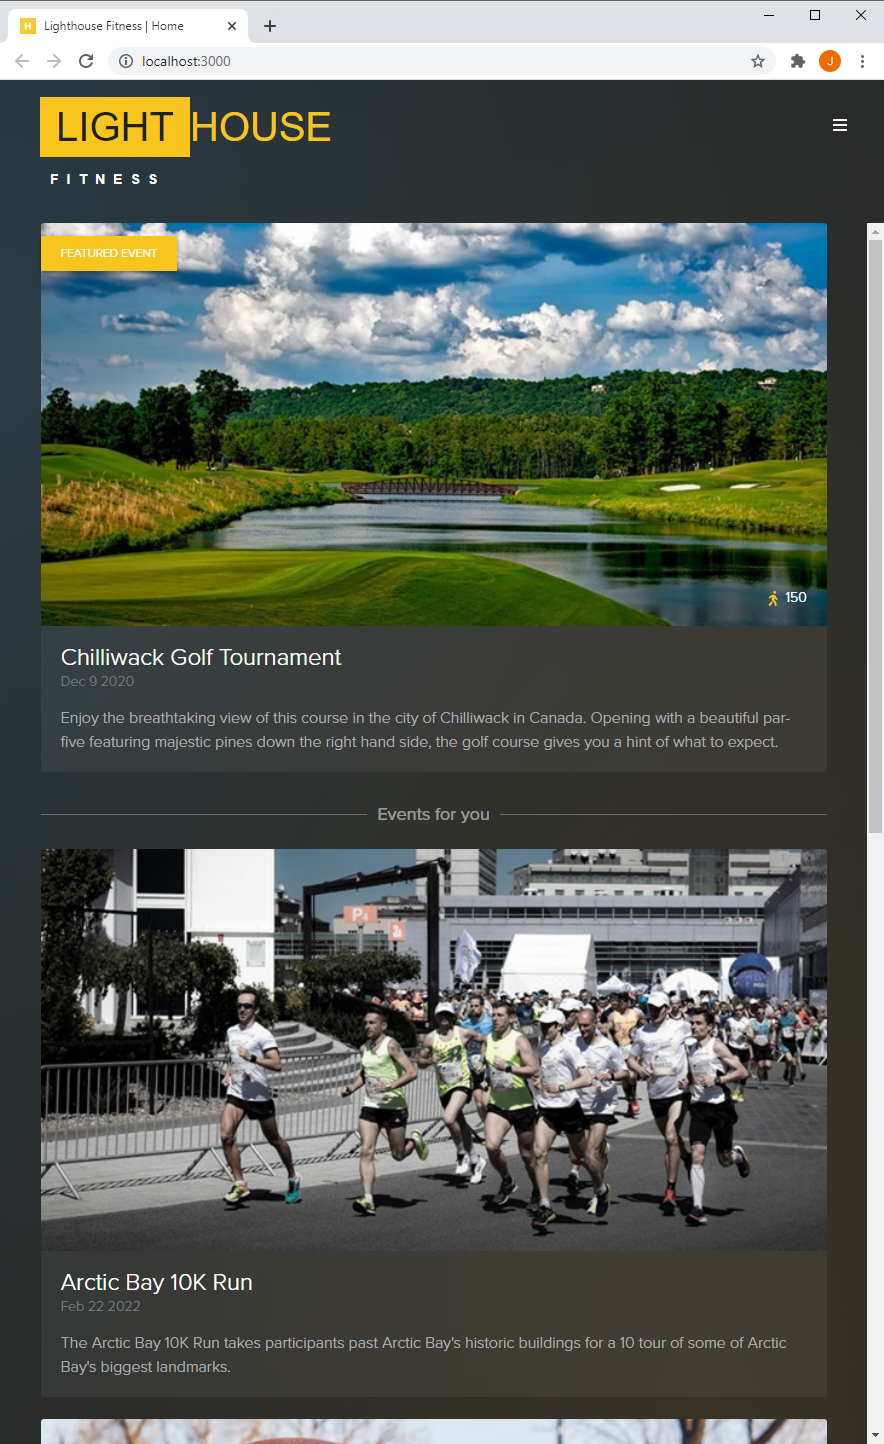 Lighthouse Fitness | Home
localhost:3000
J
LIGHT HOUSE
FITNESS
FEATURED EVENT
150
Chilliwack Golf Tournament
Dec 9 2020
Enjoy the breathtaking view of this course in the city of Chilliwack in Canada. Opening with a beautiful par-
five featuring majestic pines down the right hand side, the golf course gives you a hint of what to expect.
Events for you
P4
Arctic Bay 10K Run
Feb 22 2022
The Arctic Bay 10K Run takes participants past Arctic Bay's historic buildings for a 10 tour of some of Arctic
Bay's biggest landmarks.